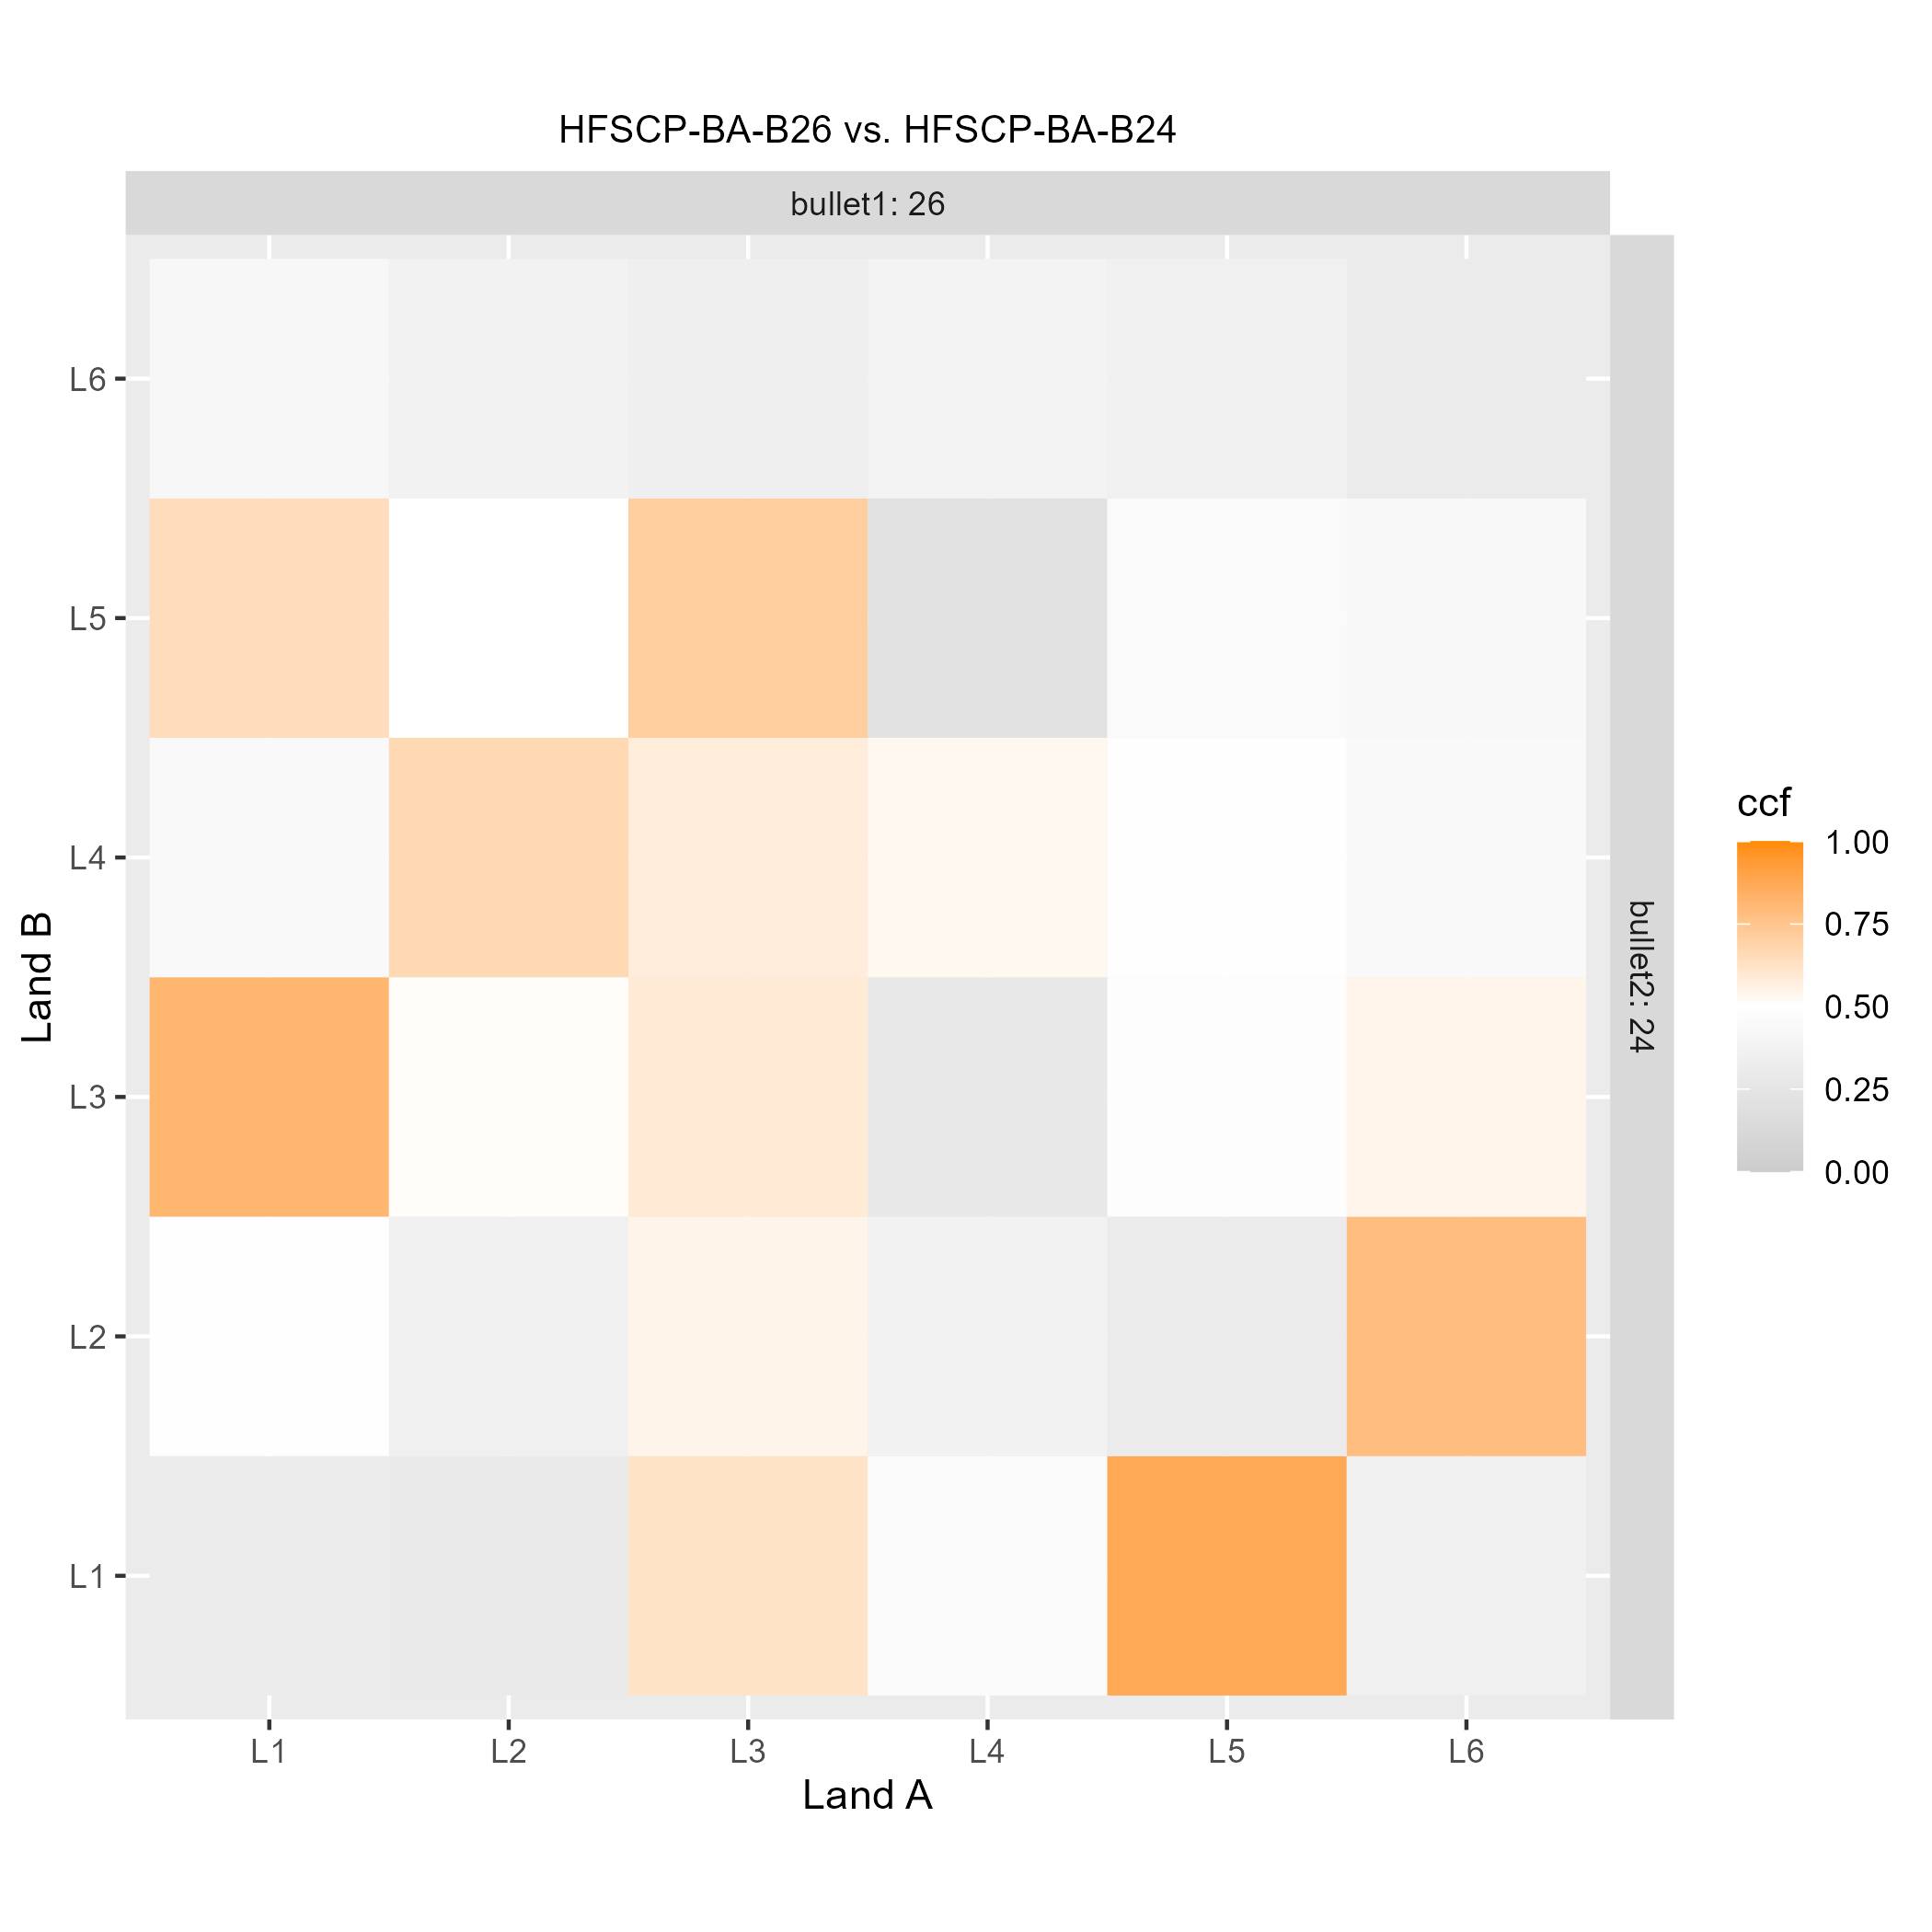 HFSCP-BA-B26 vs. HFSCP-BA-B24
bullet1: 26
bullet2: 24
Land B
L6
L5
L4
L3
L2
L1
L1 L2 L3 L4 L5 L6
Land A
ccf
1.00
0.75
0.50
0.25
0.00